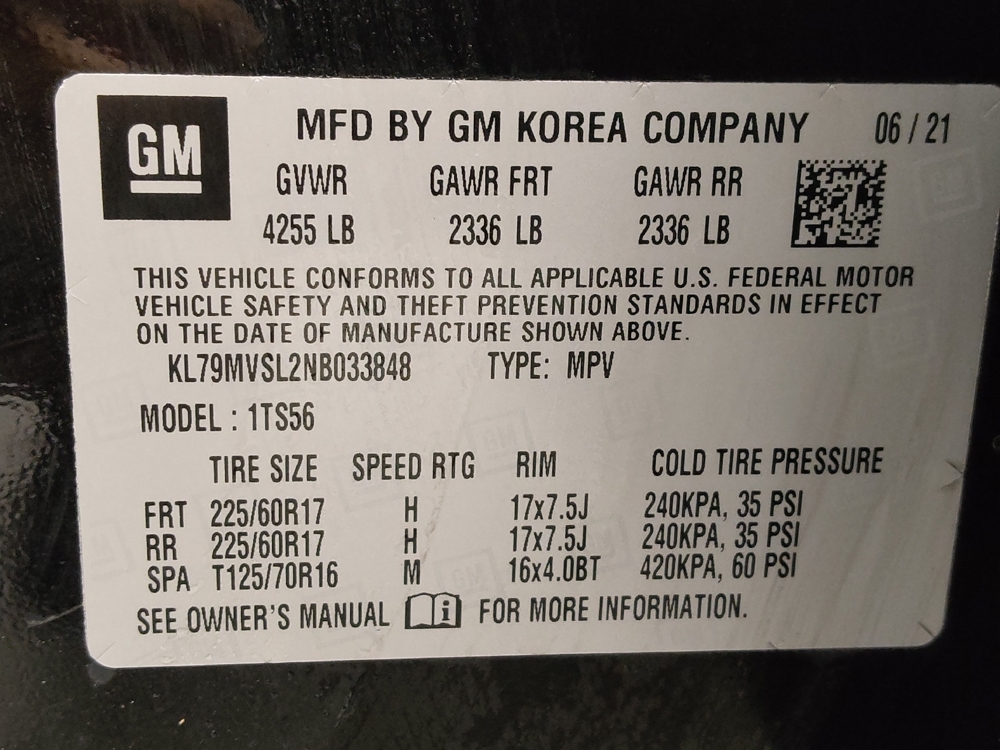 GM
MFD BY GM KOREA COMPANY 06 / 21
GVWR GAWR FRT GAWR RR
4255 LB 2336 LB 2336 LB
THIS VEHICLE CONFORMS TO ALL APPLICABLE U.S. FEDERAL MOTOR
VEHICLE SAFETY AND THEFT PREVENTION STANDARDS IN EFFECT
ON THE DATE OF MANUFACTURE SHOWN ABOVE.
KL79MVSL2NB033848 TYPE: MPV
MODEL : 1TS56
TIRE SIZE SPEED RTG RIM COLD TIRE PRESSURE
FRT 225/60R17 H 17x7.5J 240KPA, 35 PSI
RR 225/60R17 H 17x7.5J 240KPA, 35 PSI
SPA T125/70R16 M 16x4.0BT 420KPA, 60 PSI
SEE OWNER'S MANUAL i FOR MORE INFORMATION.